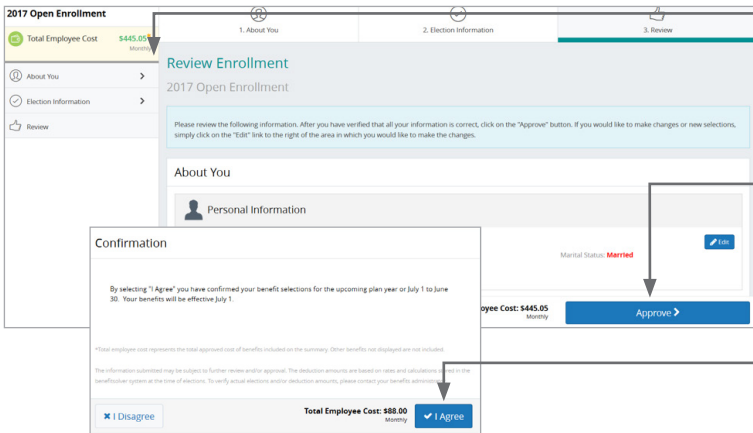 2017 Open Enrollment
Total Employee Cost $445.05
Monthly
About You
Election Information
Review
1. About You
2. Election Information
3. Review
Review Enrollment
2017 Open Enrollment
Please review the following information. After you have verified that all your information is correct, click on the "Approve" button. If you would like to make changes or new selections,
simply click on the "Edit" link to the right of the area in which you would like to make the changes.
About You
Personal Information
Edit
Marital Status: Married
oyee Cost: $445.05
Monthly
Approve
Confirmation
By selecting "I Agree" you have confirmed your benefit selections for the upcoming plan year or July 1 to June
30. Your benefits will be effective July 1.
*Total employee cost represents the total approved cost of benefits included on the summary. Other benefits not displayed are not included.
The information submitted may be subject to further review and/or approval. The deduction amounts are based on rates and calculations stored in the
benefitsolver system at the time of elections. To verify actual elections and/or deduction amounts, please contact your benefits administrator.
I Disagree
Total Employee Cost: $88.00
Monthly
I Agree